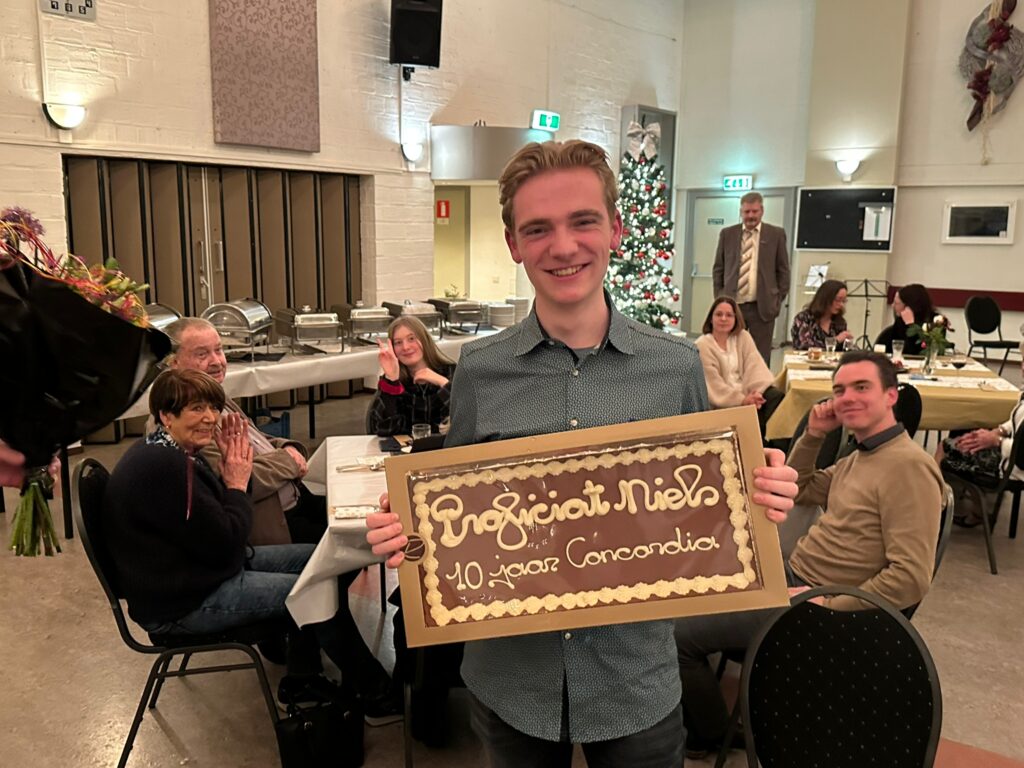 Proficiat Niels
10 jaar Concordia